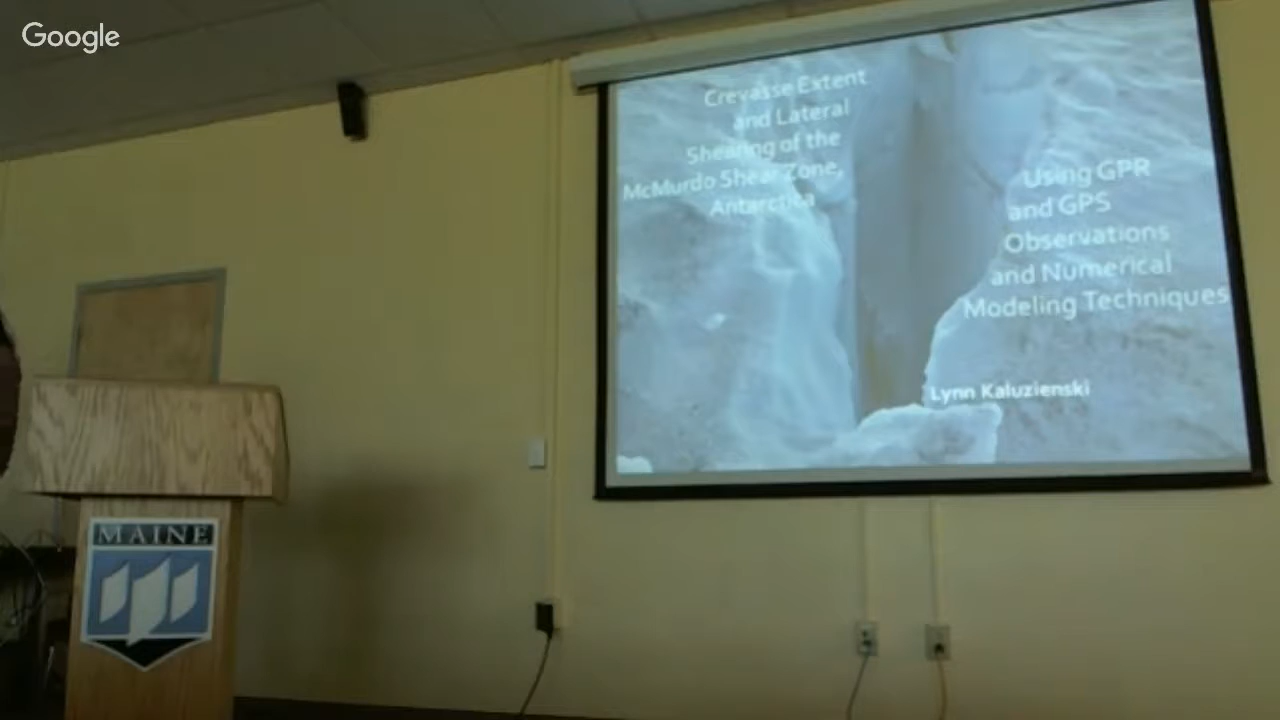 Google
Crevasse Extent
and Lateral
Shearing of the
McMurdo Shear Zone,
Antarctica
Using GPR
and GPS
Observations
and Numerical
Modeling Techniques
Lynn Kaluzienski
MAINE